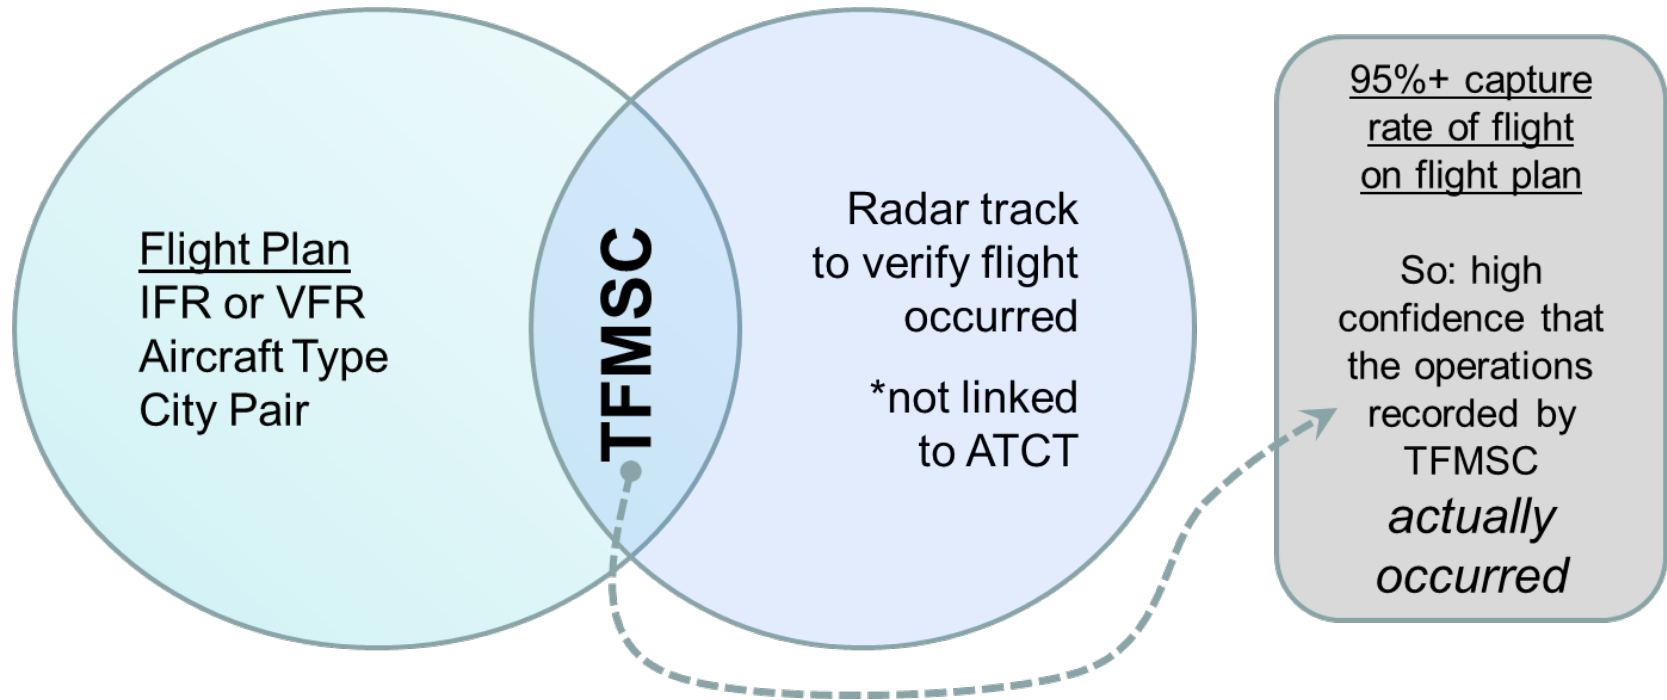 Flight Plan
IFR or VFR
Aircraft Type
City Pair
TFMSC
Radar track
to verify flight
occurred
*not linked
to ATCT
95%+ capture
rate of flight
on flight plan
So: high
confidence that
the operations
recorded by
TFMSC
actually
occurred